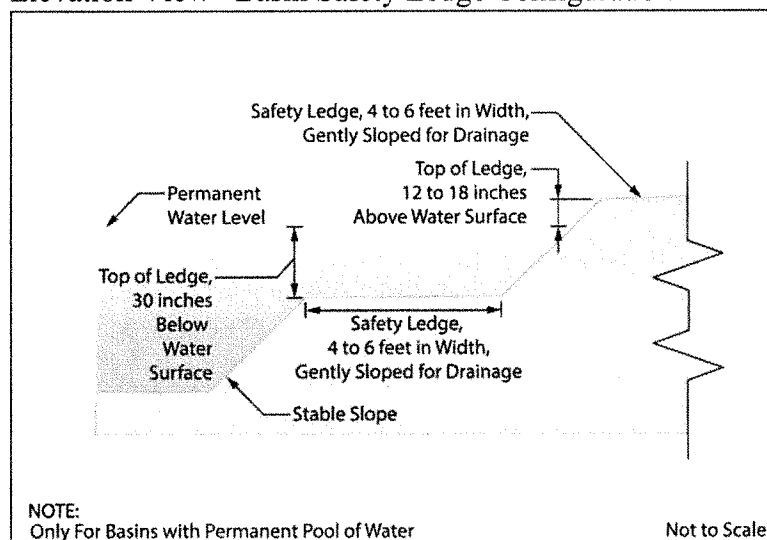 Safety Ledge, 4 to 6 feet in Width,
Gently Sloped for Drainage
Top of Ledge,
12 to 18 inches
Above Water Surface
Permanent
Water Level
Top of Ledge,
30 inches
Below
Water
Surface
Safety Ledge,
4 to 6 feet in Width,
Gently Sloped for Drainage
Stable Slope
NOTE:
Only For Basins with Permanent Pool of Water
Not to Scale